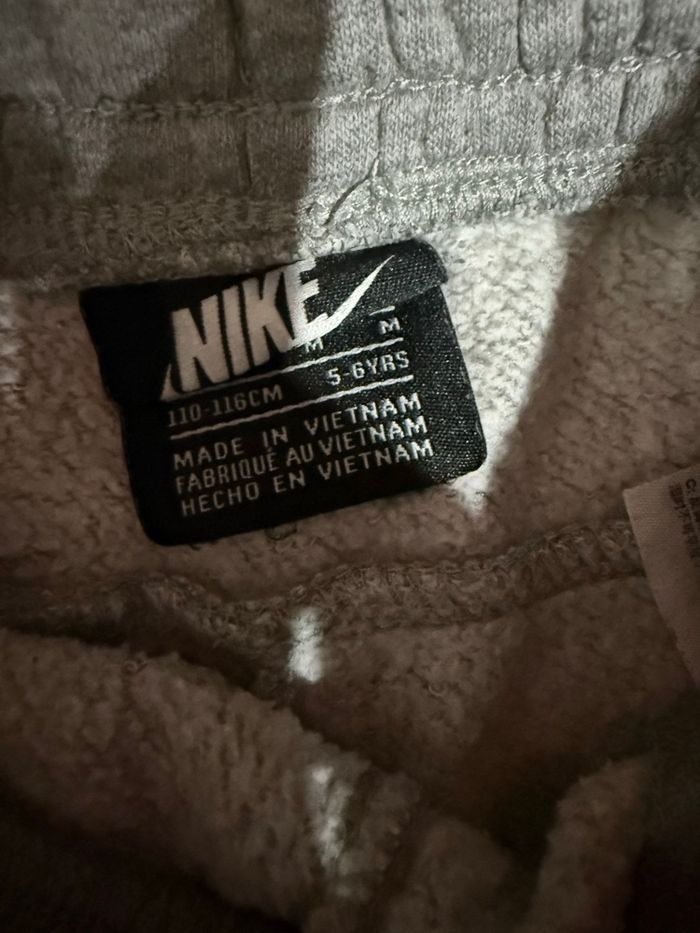 NIKE
M M
110-116CM 5-6YRS
MADE IN VIETNAM
FABRIQUÉ AU VIETNAM
HECHO EN VIETNAM